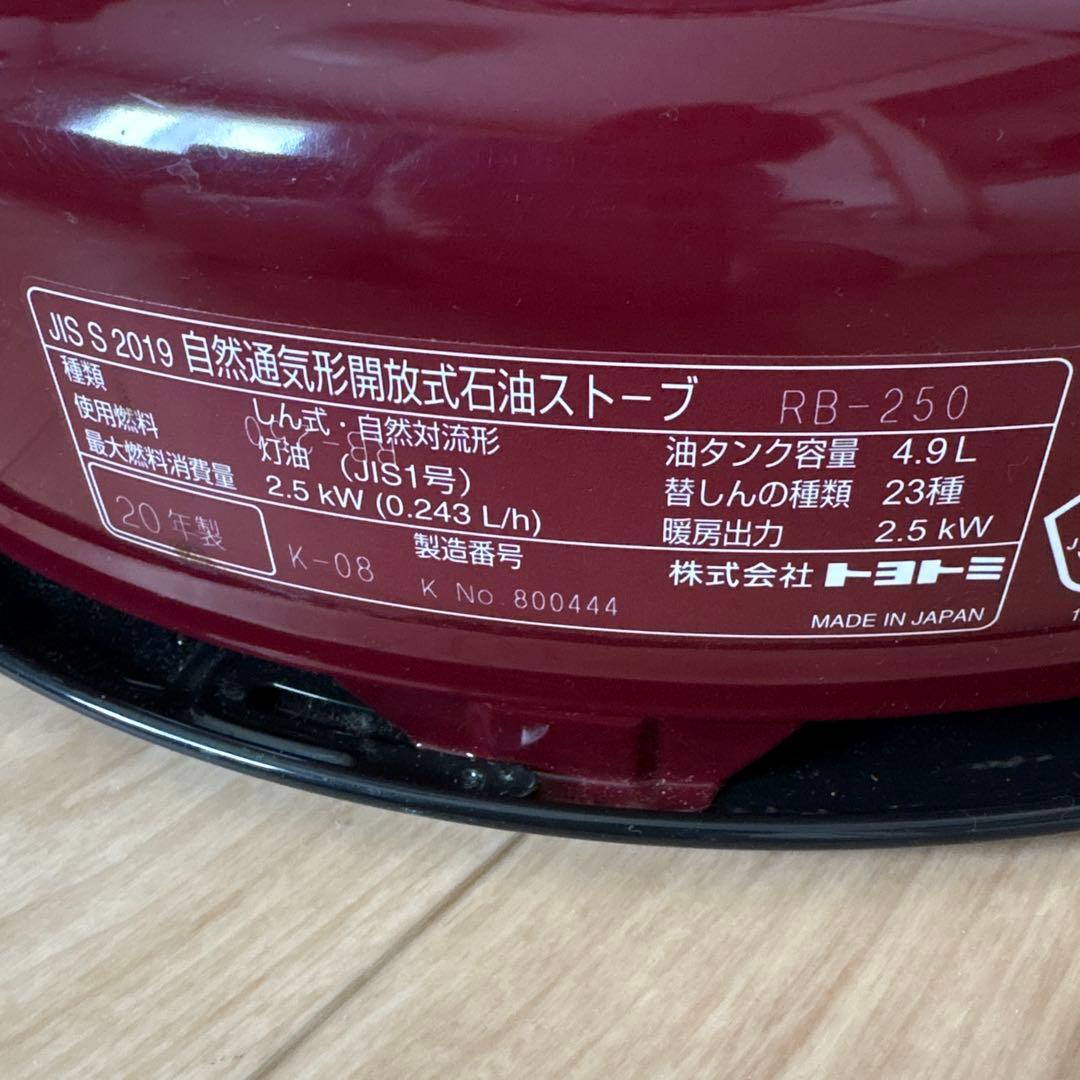 JIS S 2019 自然通気形開放式石油ストーブ RB-250
種類 しん式・自然対流形
使用燃料 灯油 (JIS1号)
最大燃料消費量 2.5 kW (0.243 L/h)
油タンク容量 4.9L
替しんの種類 23種
暖房出力 2.5 kW
20年製
K-08
製造番号
K No.800444
株式会社 トヨトミ
MADE IN JAPAN